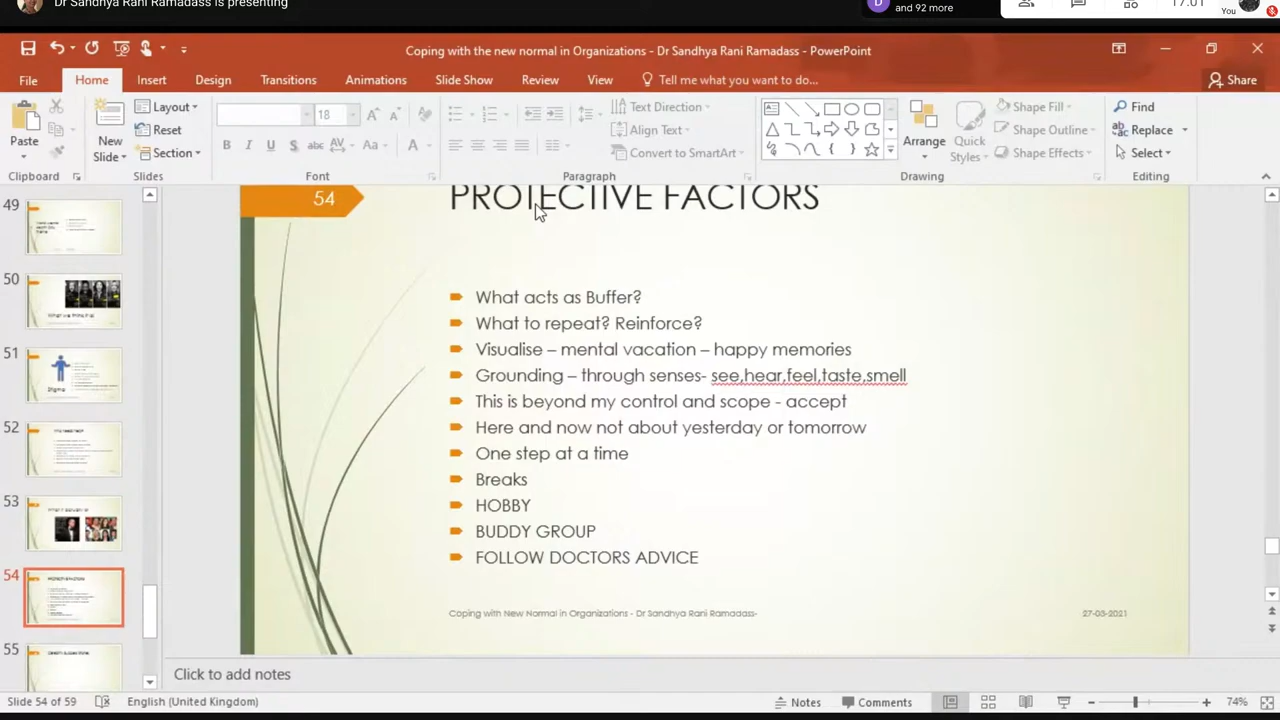 Dr Sandhya Rani Ramadass is presenting
D
and 92 more
17:01
You
Coping with the new normal in Organizations - Dr Sandhya Rani Ramadass - PowerPoint
File Home Insert Design Transitions Animations Slide Show Review View Tell me what you want to do...
Share
Paste
Clipboard
New Slide
Layout
Reset
Section
Slides
18
B I U S abc AV Aa A
Font
Text Direction
Align Text
Convert to SmartArt
Paragraph
Arrange
Quick Styles
Shape Fill
Shape Outline
Shape Effects
Drawing
Find
Replace
Select
Editing
49
50
51
Stigma
52
53
54
55
54
PROTECTIVE FACTORS
What acts as Buffer?
What to repeat? Reinforce?
Visualise – mental vacation – happy memories
Grounding – through senses- see,hear,feel,taste,smell
This is beyond my control and scope - accept
Here and now not about yesterday or tomorrow
One step at a time
Breaks
HOBBY
BUDDY GROUP
FOLLOW DOCTORS ADVICE
Coping with New Normal in Organizations - Dr Sandhya Rani Ramadass-
27-03-2021
Click to add notes
Slide 54 of 59
English (United Kingdom)
Notes
Comments
74%